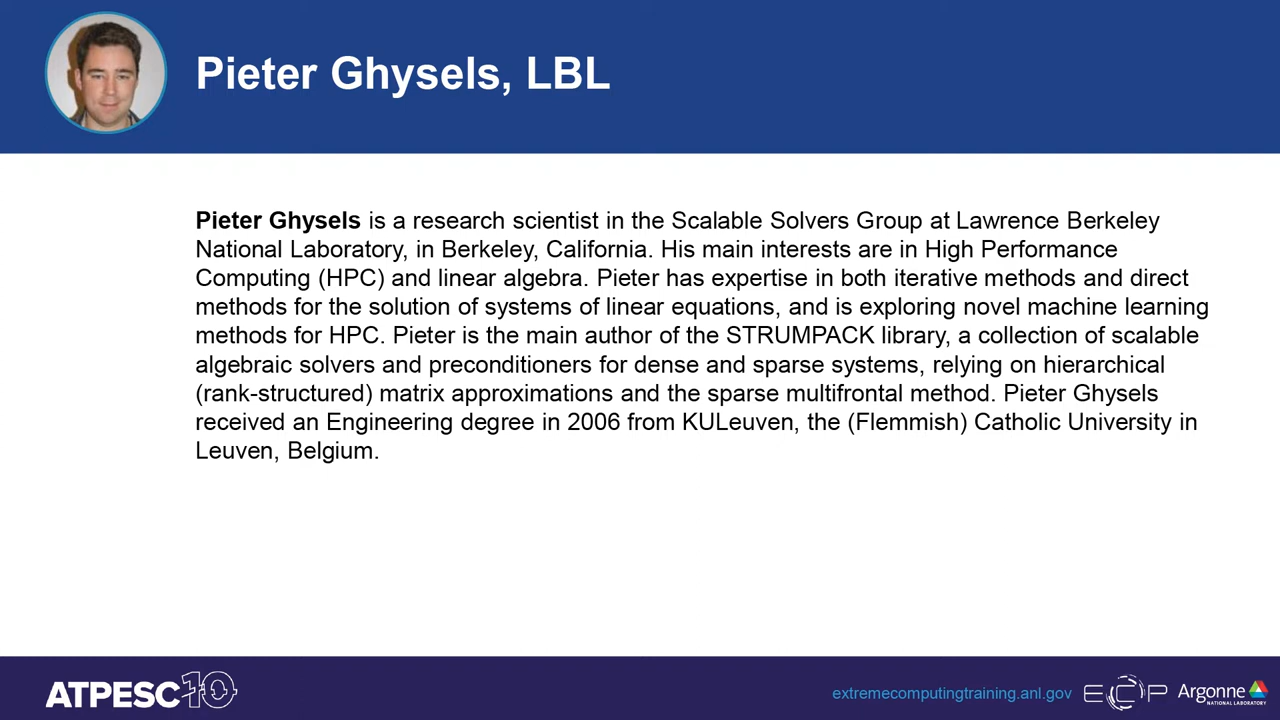 Pieter Ghysels, LBL
Pieter Ghysels is a research scientist in the Scalable Solvers Group at Lawrence Berkeley
National Laboratory, in Berkeley, California. His main interests are in High Performance
Computing (HPC) and linear algebra. Pieter has expertise in both iterative methods and direct
methods for the solution of systems of linear equations, and is exploring novel machine learning
methods for HPC. Pieter is the main author of the STRUMPACK library, a collection of scalable
algebraic solvers and preconditioners for dense and sparse systems, relying on hierarchical
(rank-structured) matrix approximations and the sparse multifrontal method. Pieter Ghysels
received an Engineering degree in 2006 from KULeuven, the (Flemmish) Catholic University in
Leuven, Belgium.
ATPESC10
extremecomputingtraining.anl.gov
ECP
Argonne
NATIONAL LABORATORY